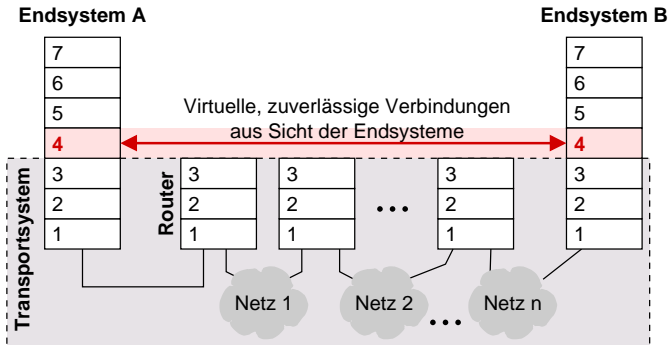 Endsystem A
Endsystem B
7
6
5
4
3
2
1
7
6
5
4
3
2
1
Virtuelle, zuverlässige Verbindungen
aus Sicht der Endsysteme
Transportsystem
Router
3
2
1
3
2
1
...
3
2
1
Netz 1
Netz 2
...
Netz n